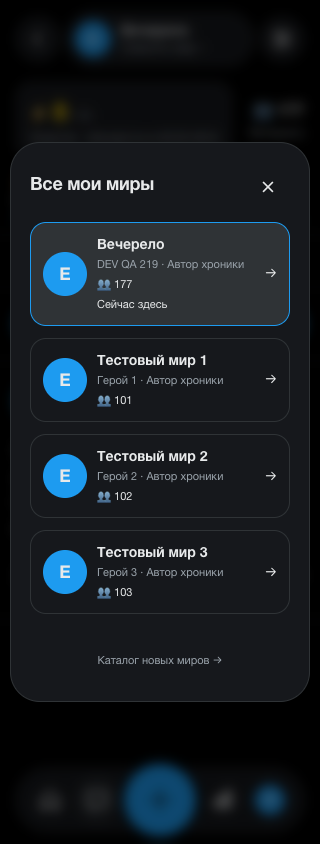 Все мои миры
×
Вечерело
E
DEV QA 219 · Автор хроники
→
👥 177
Сейчас здесь
Тестовый мир 1
E
Герой 1 · Автор хроники
→
👥 101
Тестовый мир 2
E
Герой 2 · Автор хроники
→
👥 102
Тестовый мир 3
E
Герой 3 · Автор хроники
→
👥 103
Каталог новых миров →